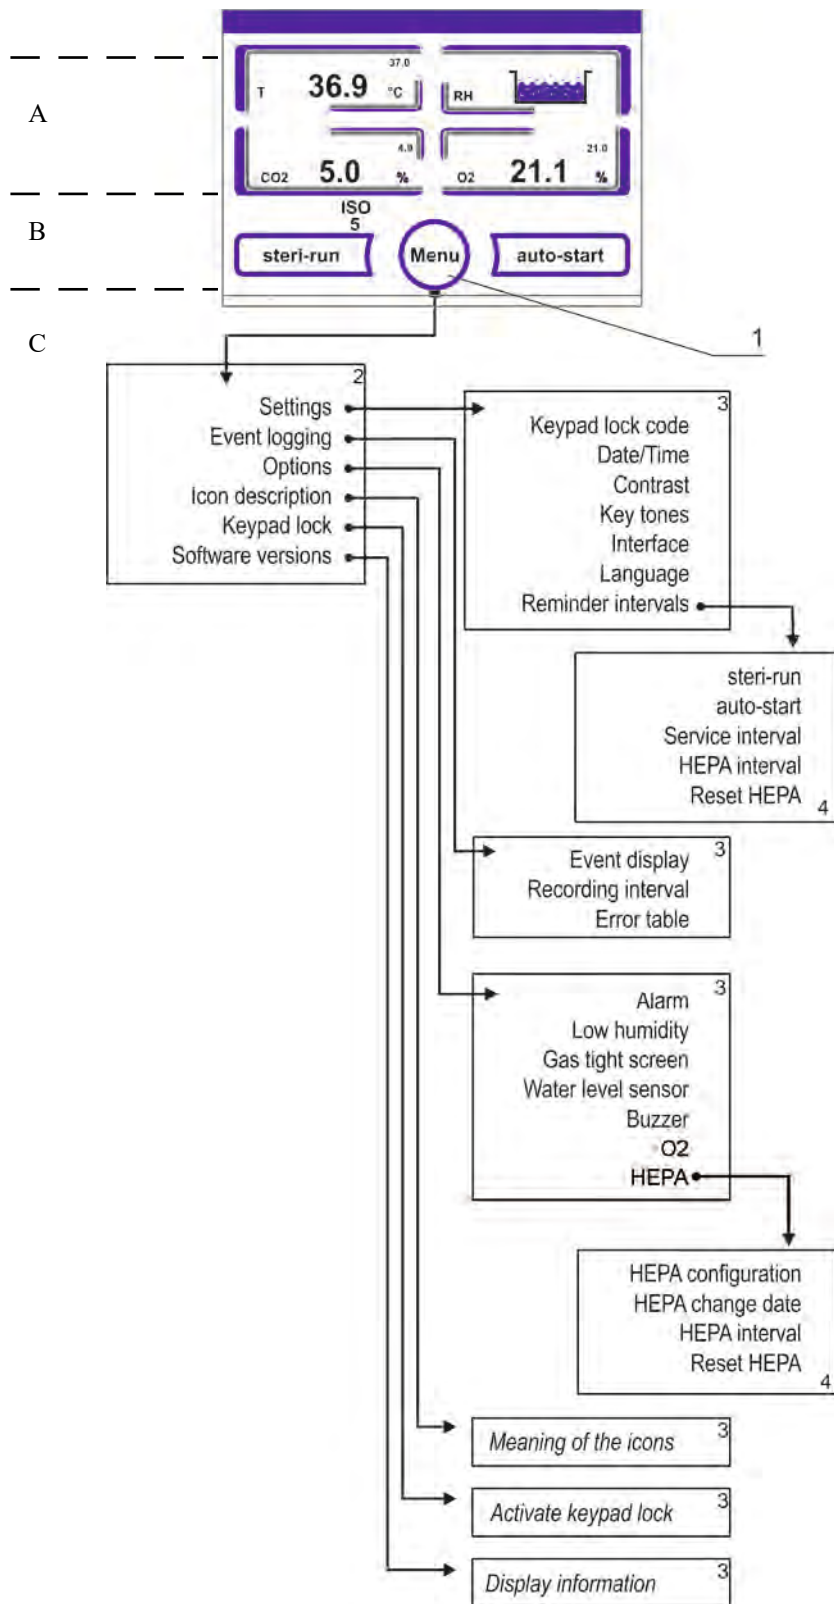 37.0
T 36.9 °C RH
A
4.9 21.0
CO2 5.0 % O2 21.1 %
ISO
5
B
steri-run Menu auto-start
1
C
2
Settings
Event logging
Options
Icon description
Keypad lock
Software versions
3
Keypad lock code
Date/Time
Contrast
Key tones
Interface
Language
Reminder intervals
steri-run
auto-start
Service interval
HEPA interval
Reset HEPA
4
3
Event display
Recording interval
Error table
3
Alarm
Low humidity
Gas tight screen
Water level sensor
Buzzer
O2
HEPA
HEPA configuration
HEPA change date
HEPA interval
Reset HEPA
4
Meaning of the icons 3
Activate keypad lock 3
Display information 3